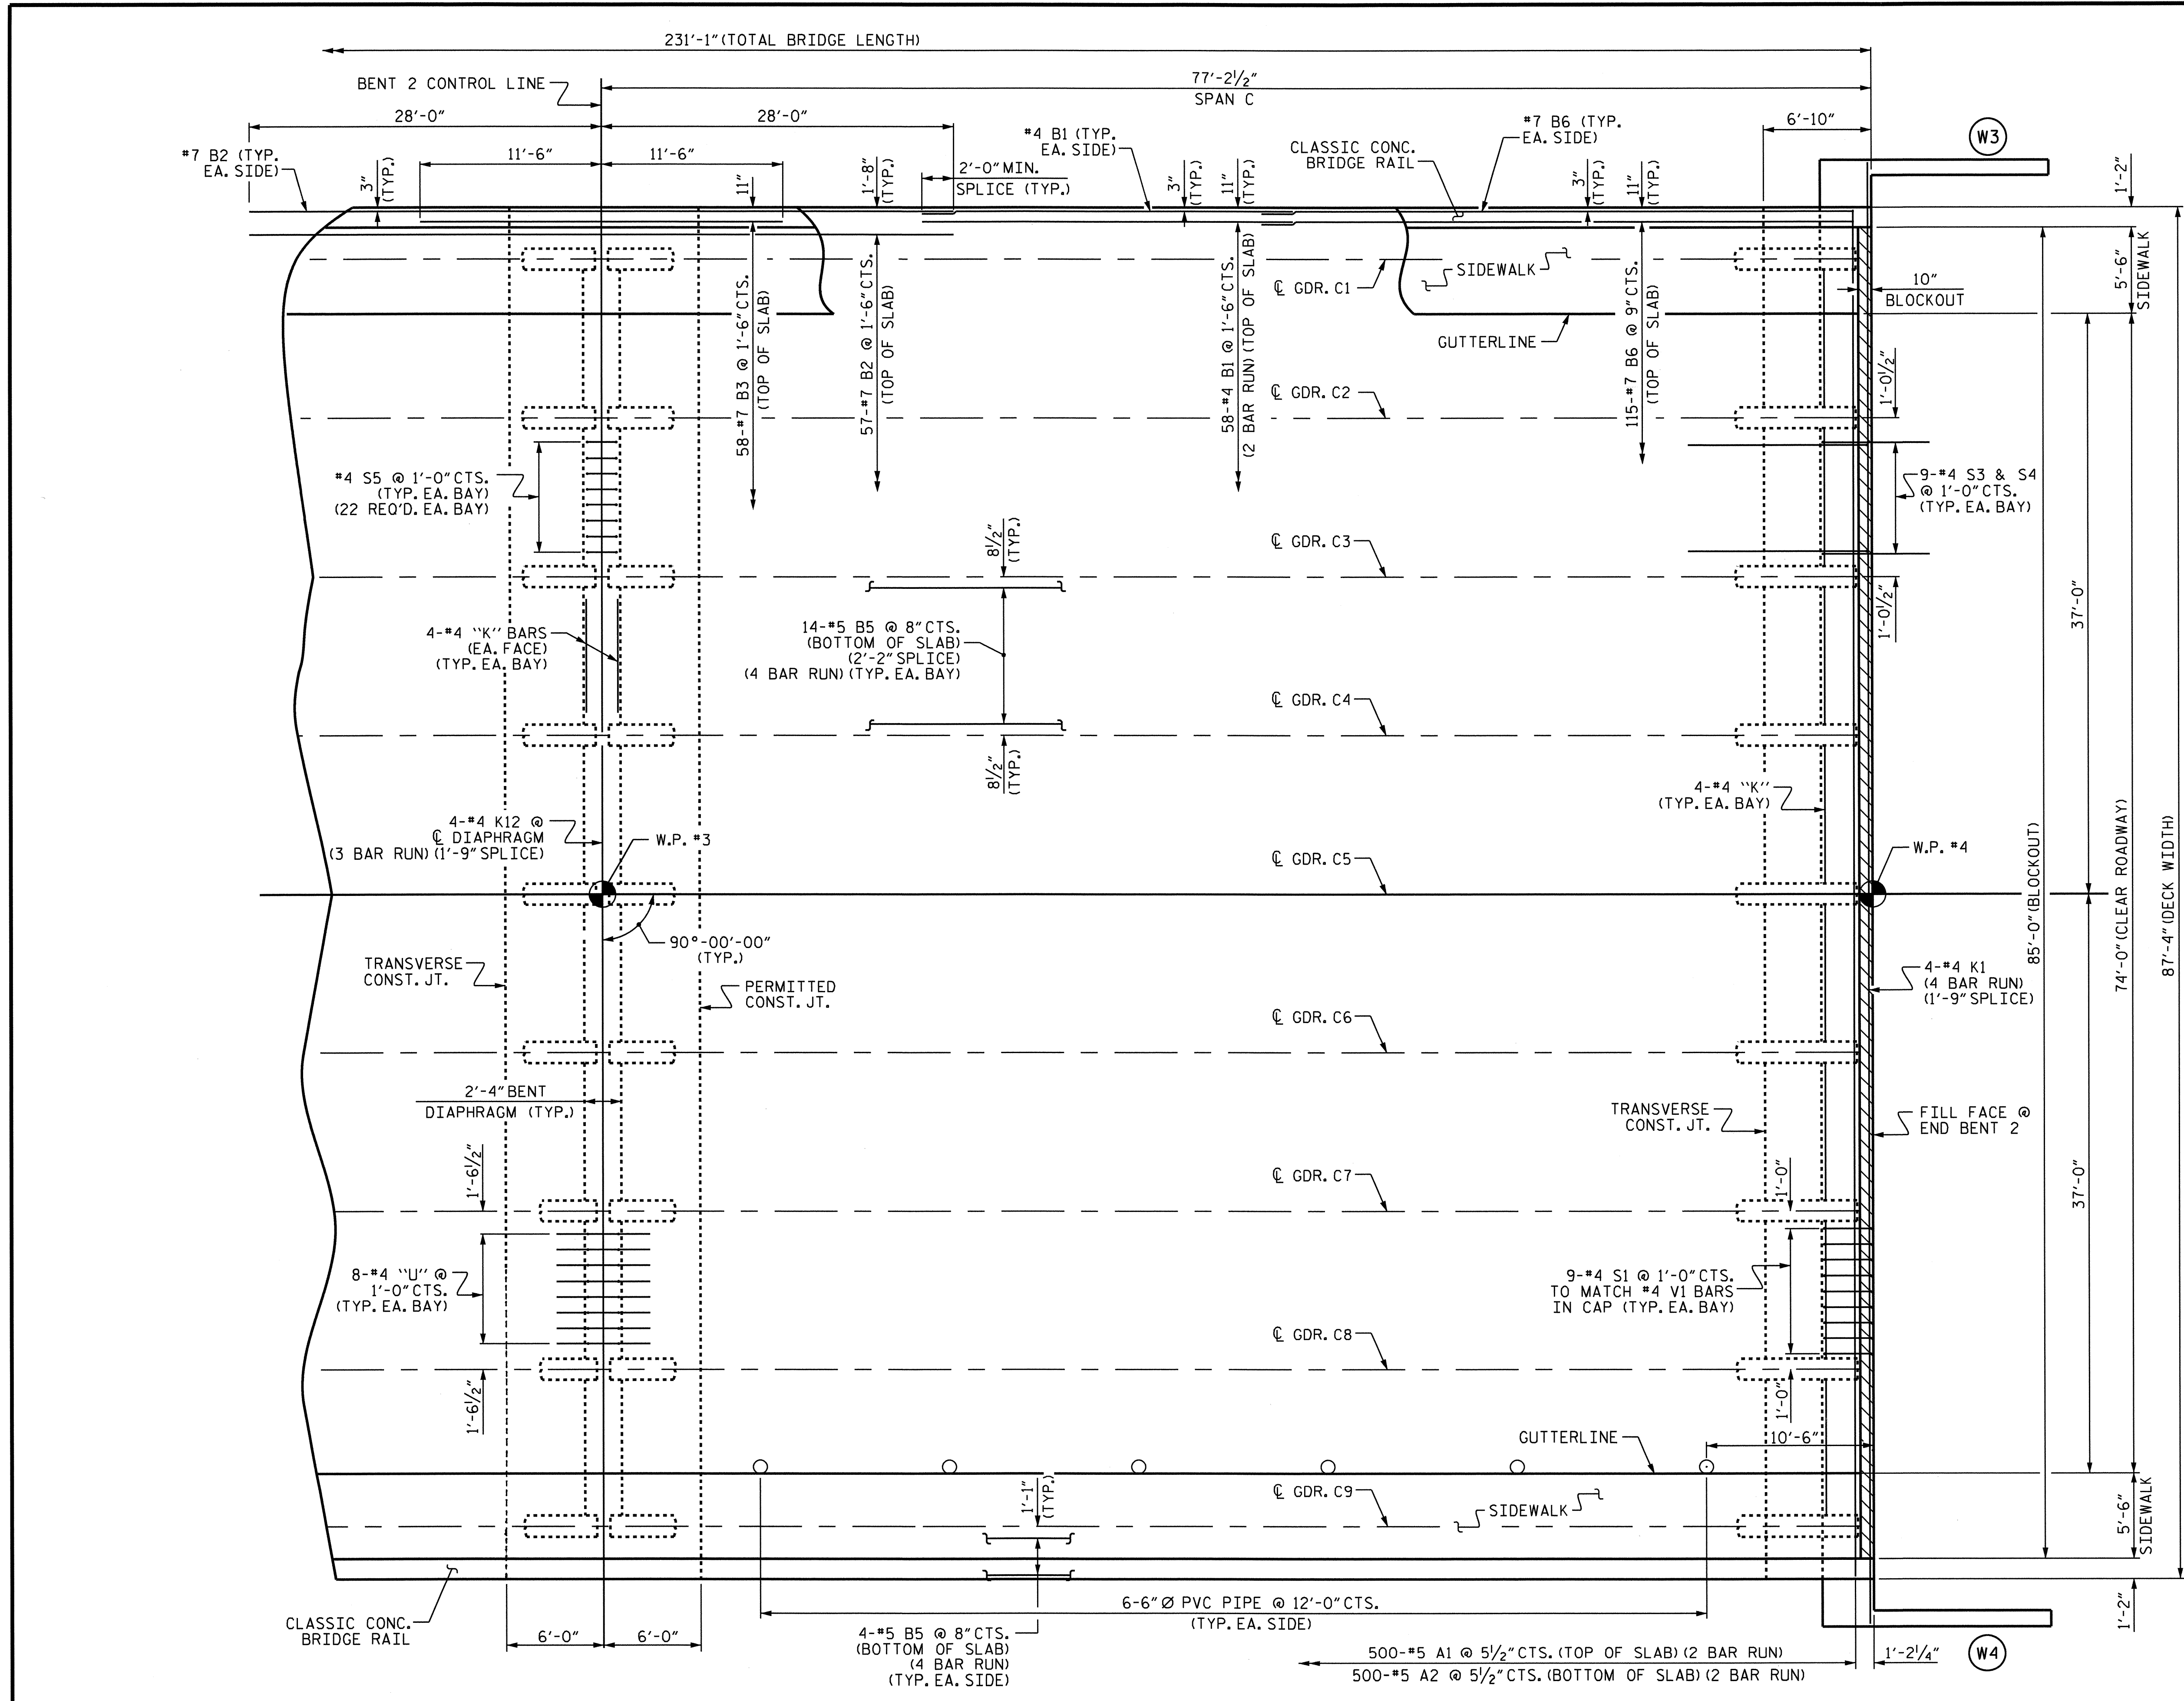 231'-1" (TOTAL BRIDGE LENGTH)
BENT 2 CONTROL LINE
77'-2½"
SPAN C
28'-0"
28'-0"
6'-10"
W3
#7 B2 (TYP.
EA. SIDE)
3"
(TYP.)
11'-6"
11'-6"
11"
1'-8"
(TYP.)
2'-0" MIN.
SPLICE (TYP.)
#4 B1 (TYP.
EA. SIDE)
3"
(TYP.)
11"
(TYP.)
CLASSIC CONC.
BRIDGE RAIL
#7 B6 (TYP.
EA. SIDE)
3"
(TYP.)
11"
(TYP.)
1'-2"
58-#7 B3 @ 1'-6" CTS.
(TOP OF SLAB)
57-#7 B2 @ 1'-6" CTS.
(TOP OF SLAB)
58-#4 B1 @ 1'-6" CTS.
(2 BAR RUN) (TOP OF SLAB)
115-#7 B6 @ 9" CTS.
(TOP OF SLAB)
℄ GDR. C1
SIDEWALK
10"
BLOCKOUT
5'-6"
SIDEWALK
GUTTERLINE
℄ GDR. C2
1'-0½"
#4 S5 @ 1'-0" CTS.
(TYP. EA. BAY)
(22 REQ'D. EA. BAY)
9-#4 S3 & S4
@ 1'-0" CTS.
(TYP. EA. BAY)
8½"
(TYP.)
℄ GDR. C3
1'-0½"
37'-0"
4-#4 "K" BARS
(EA. FACE)
(TYP. EA. BAY)
14-#5 B5 @ 8" CTS.
(BOTTOM OF SLAB)
(2'-2" SPLICE)
(4 BAR RUN) (TYP. EA. BAY)
℄ GDR. C4
8½"
(TYP.)
4-#4 "K"
(TYP. EA. BAY)
4-#4 K12 @
℄ DIAPHRAGM
(3 BAR RUN) (1'-9" SPLICE)
W.P. #3
℄ GDR. C5
W.P. #4
85'-0" (BLOCKOUT)
74'-0" (CLEAR ROADWAY)
87'-4" (DECK WIDTH)
90°-00'-00"
(TYP.)
TRANSVERSE
CONST. JT.
PERMITTED
CONST. JT.
4-#4 K1
(4 BAR RUN)
(1'-9" SPLICE)
℄ GDR. C6
2'-4" BENT
DIAPHRAGM (TYP.)
TRANSVERSE
CONST. JT.
FILL FACE @
END BENT 2
1'-6½"
℄ GDR. C7
1'-0"
37'-0"
8-#4 "U" @
1'-0" CTS.
(TYP. EA. BAY)
9-#4 S1 @ 1'-0" CTS.
TO MATCH #4 V1 BARS
IN CAP (TYP. EA. BAY)
℄ GDR. C8
1'-6½"
1'-0"
GUTTERLINE
10'-6"
1'-1"
(TYP.)
℄ GDR. C9
SIDEWALK
5'-6"
SIDEWALK
CLASSIC CONC.
BRIDGE RAIL
6'-0"
6'-0"
4-#5 B5 @ 8" CTS.
(BOTTOM OF SLAB)
(4 BAR RUN)
(TYP. EA. SIDE)
6-6" Ø PVC PIPE @ 12'-0" CTS.
(TYP. EA. SIDE)
500-#5 A1 @ 5½" CTS. (TOP OF SLAB) (2 BAR RUN)
500-#5 A2 @ 5½" CTS. (BOTTOM OF SLAB) (2 BAR RUN)
1'-2¼"
1'-2"
W4